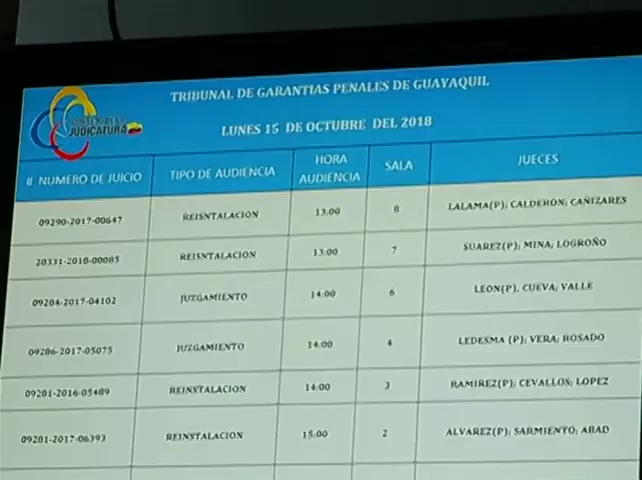 TRIBUNAL DE GARANTIAS PENALES DE GUAYAQUIL
JUDICATURA
LUNES 15 DE OCTUBRE DEL 2018
# NUMERO DE JUICIO TIPO DE AUDIENCIA HORA AUDIENCIA SALA JUECES
09290-2017-00647 REISNTALACION 13:00 8 LALAMA(P); CALDERON; CAÑIZARES
20331-2018-00085 REISNTALACION 13:00 7 SUAREZ(P); MINA; LOGROÑO
09284-2017-04102 JUZGAMIENTO 14:00 6 LEON(P). CUEVA; VALLE
09286-2017-05075 JUZGAMIENTO 14:00 4 LEDESMA (P); VERA; ROSADO
09281-2016-05489 REINSTALACION 14:00 3 RAMIREZ(P); CEVALLOS; LOPEZ
09281-2017-06393 REINSTALACION 15:00 2 ALVAREZ(P); SARMIENTO; ABAD